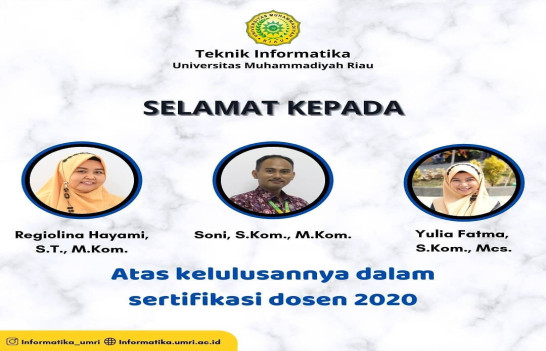 Teknik Informatika
Universitas Muhammadiyah Riau
SELAMAT KEPADA
Regiolina Hayami,
S.T., M.Kom.
Soni, S.Kom., M.Kom.
Yulia Fatma,
S.Kom., Mcs.
Atas kelulusannya dalam
sertifikasi dosen 2020
Informatika_umri Informatika.umri.ac.id